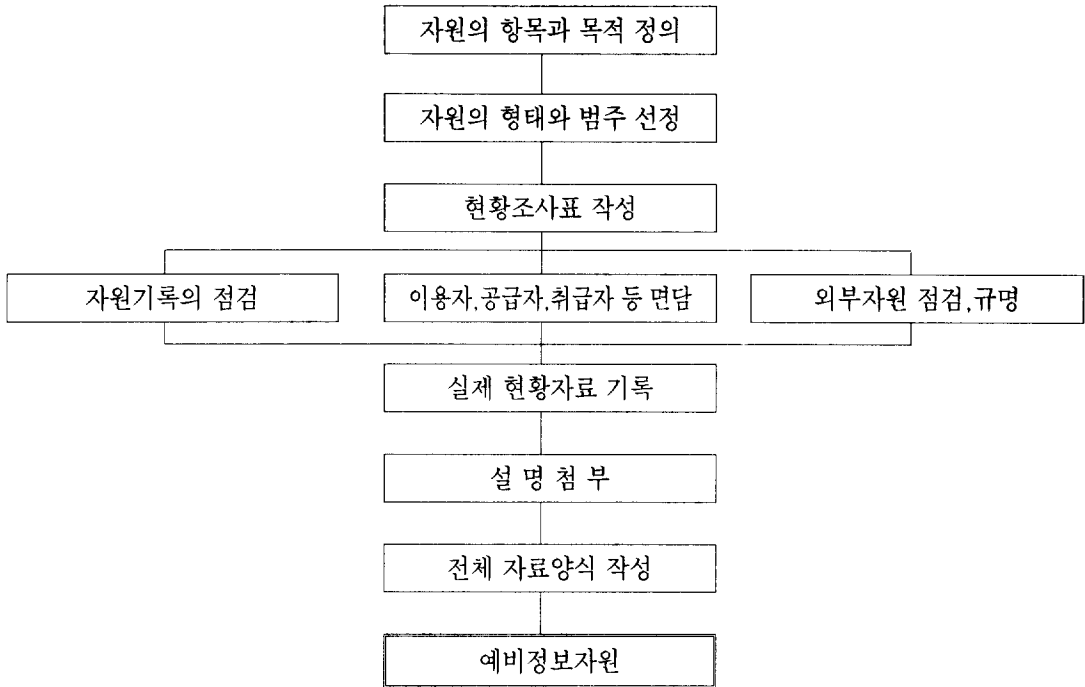 자원의 항목과 목적 정의
자원의 형태와 범주 선정
현황조사표 작성
자원기록의 점검
이용자,공급자,취급자 등 면담
외부자원 점검,규명
실제 현황자료 기록
설 명 첨 부
전체 자료양식 작성
예비정보자원